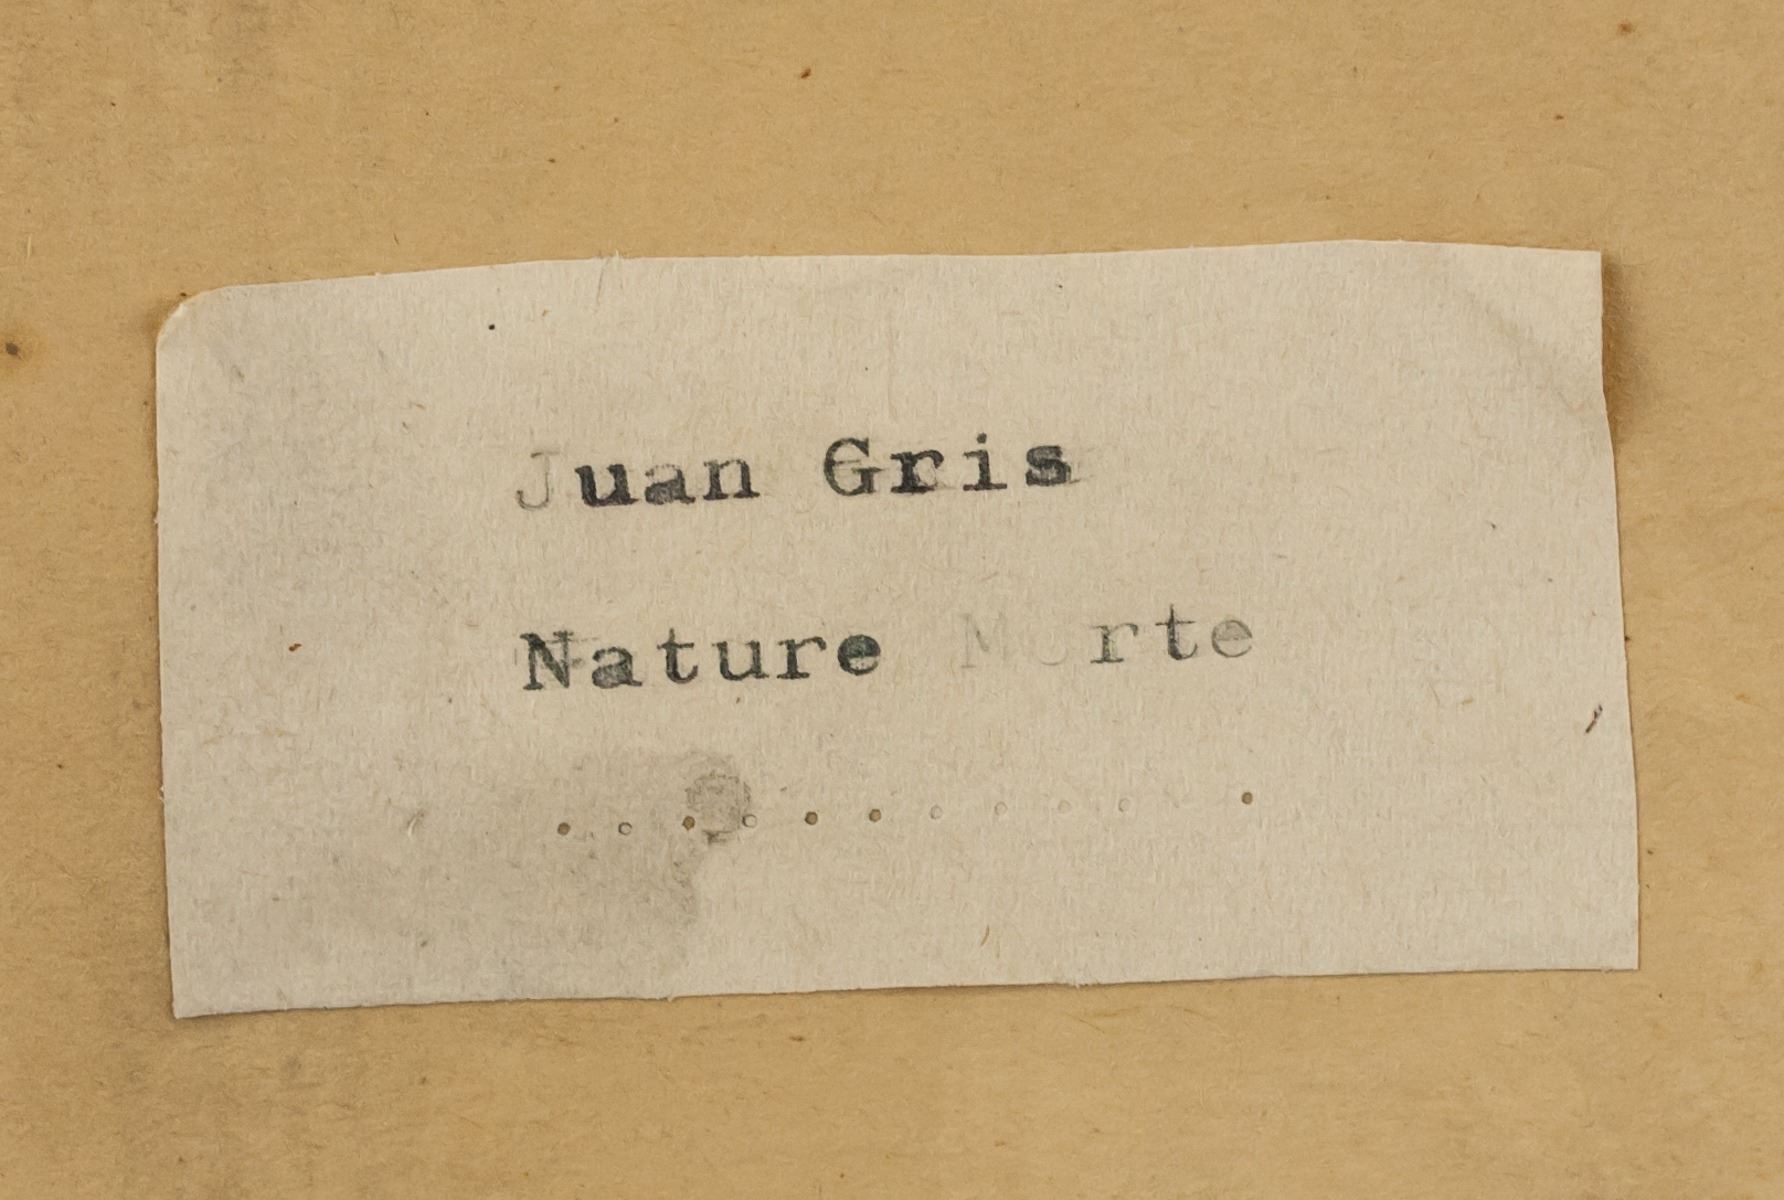 Juan Gris
Nature Morte
............